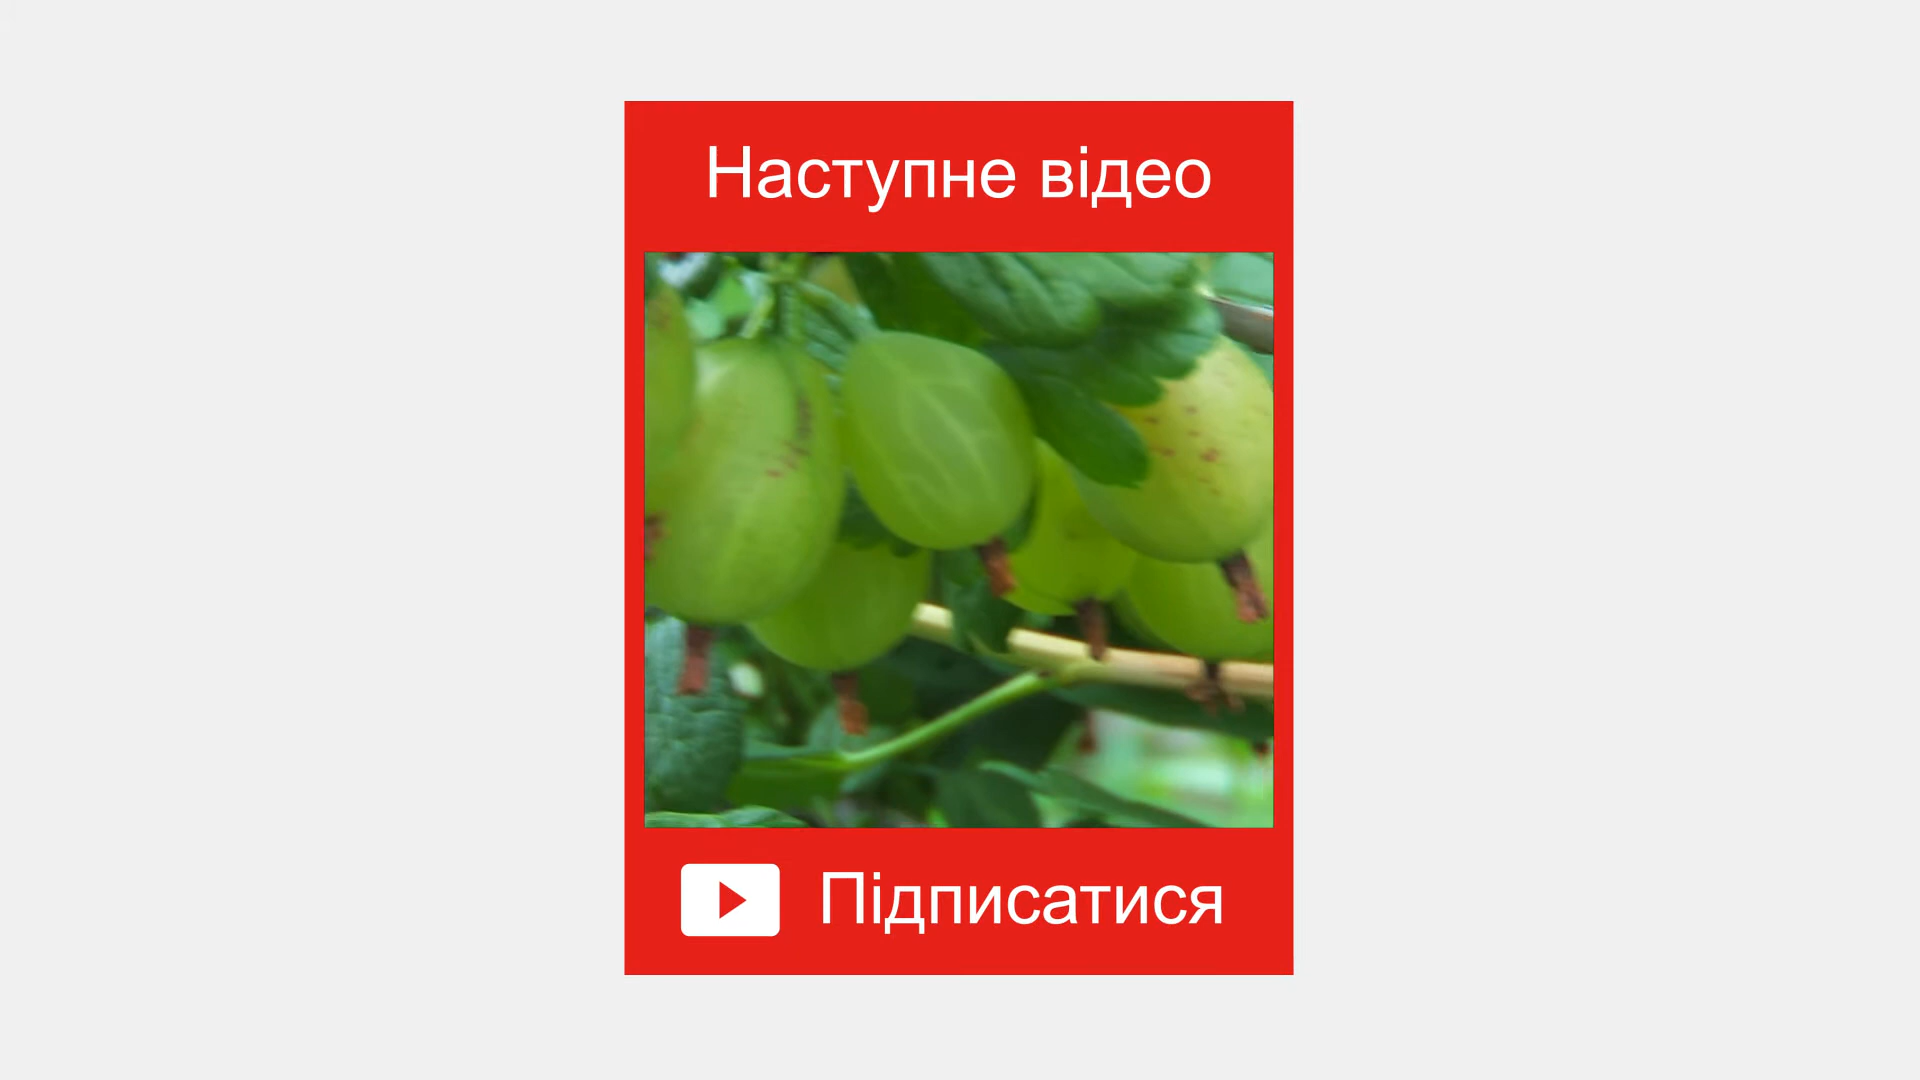 Наступне відео
Підписатися